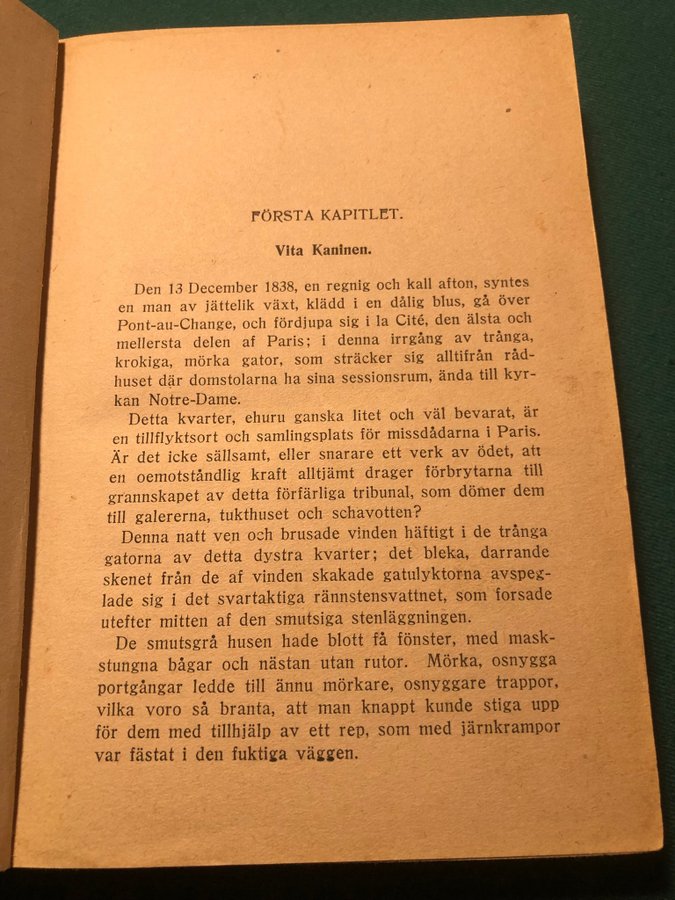 FÖRSTA KAPITLET.
Vita Kaninen.
Den 13 December 1838, en regnig och kall afton, syntes
en man av jättelik växt, klädd i en dålig blus, gå över
Pont-au-Change, och fördjupa sig i la Cité, den älsta och
mellersta delen af Paris; i denna irrgång av trånga,
krokiga, mörka gator, som sträcker sig alltifrån råd-
huset där domstolarna ha sina sessionsrum, ända till kyr-
kan Notre-Dame.
Detta kvarter, ehuru ganska litet och väl bevarat, är
en tillflyktsort och samlingsplats för missdådarna i Paris.
Är det icke sällsamt, eller snarare ett verk av ödet, att
en oemotståndlig kraft alltjämt drager förbrytarna till
grannskapet av detta förfärliga tribunal, som dömer dem
till galererna, tukthuset och schavotten?
Denna natt ven och brusade vinden häftigt i de trånga
gatorna av detta dystra kvarter; det bleka, darrande
skenet från de af vinden skakade gatulyktorna avspeg-
lade sig i det svartaktiga rännstensvattnet, som forsade
utefter mitten af den smutsiga stenläggningen.
De smutsgrå husen hade blott få fönster, med mask-
stungna bågar och nästan utan rutor. Mörka, osnygga
portgångar ledde till ännu mörkare, osnyggare trappor,
vilka voro så branta, att man knappt kunde stiga upp
för dem med tillhjälp av ett rep, som med järnkrampor
var fästat i den fuktiga väggen.